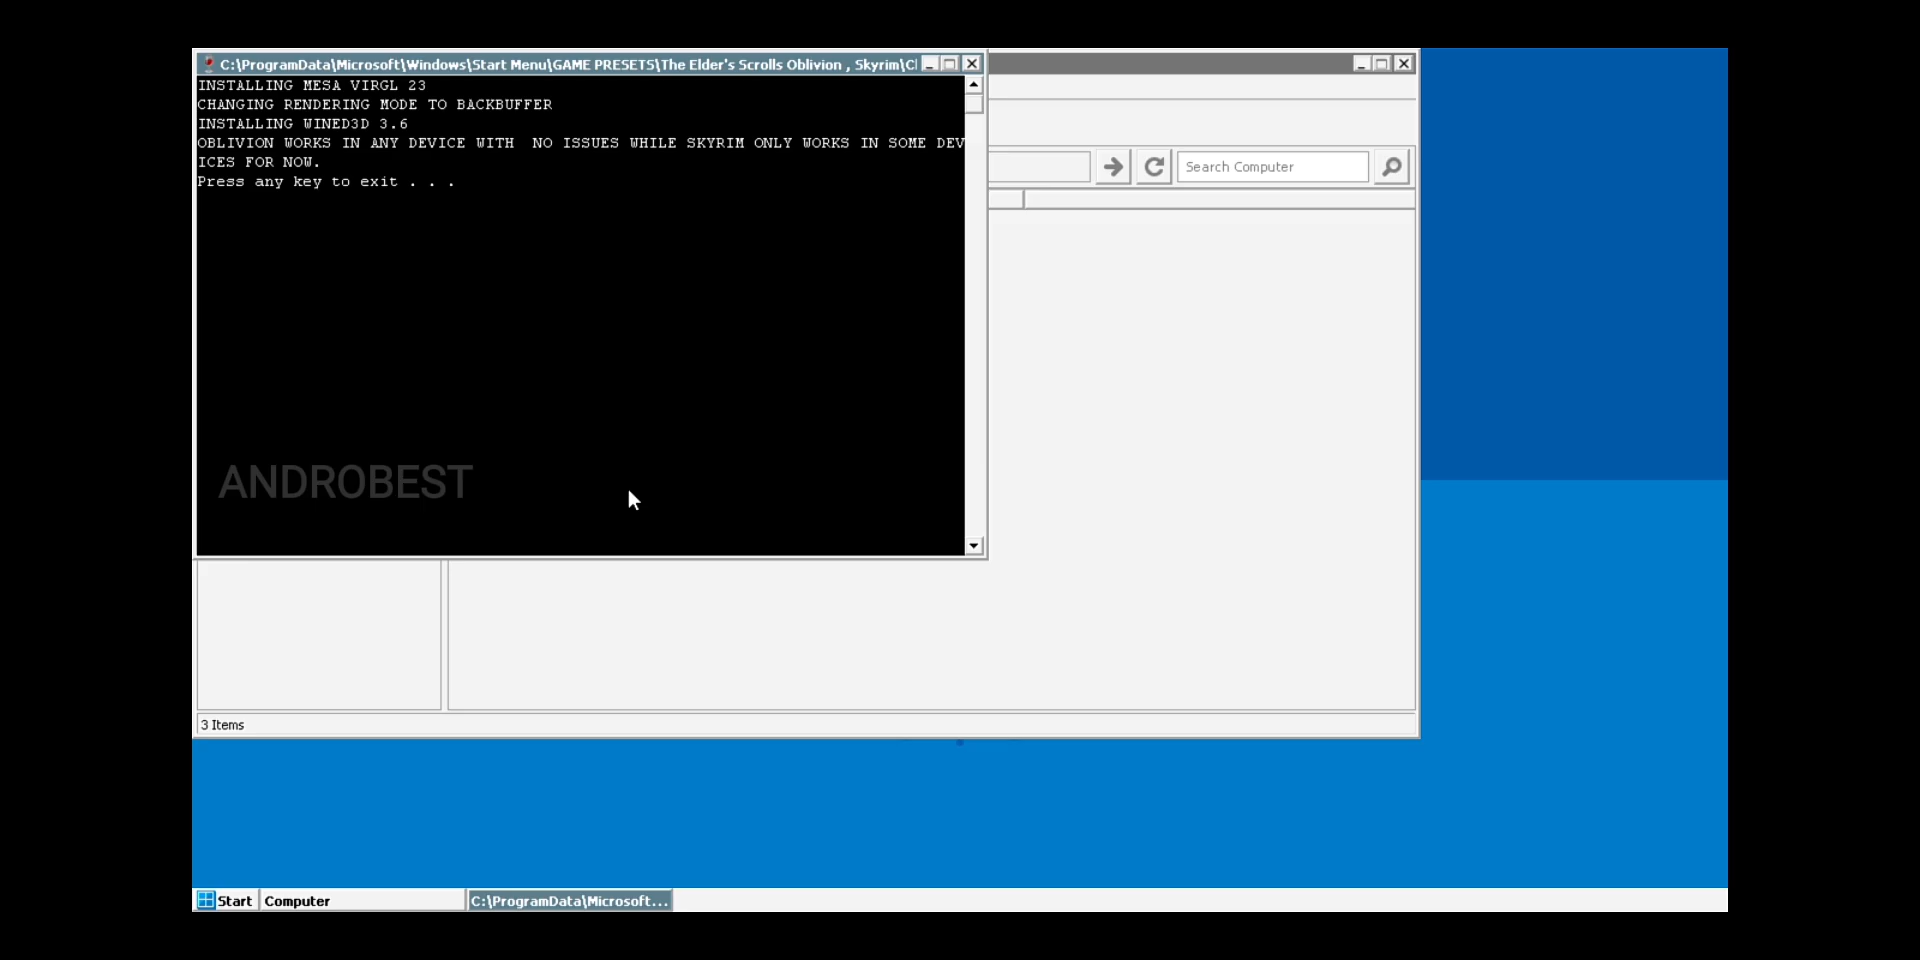 C:\ProgramData\Microsoft\Windows\Start Menu\GAME PRESETS\The Elder's Scrolls Oblivion , Skyrim\Cl
INSTALLING MESA VIRGL 23
CHANGING RENDERING MODE TO BACKBUFFER
INSTALLING WINED3D 3.6
OBLIVION WORKS IN ANY DEVICE WITH  NO ISSUES WHILE SKYRIM ONLY WORKS IN SOME DEV
ICES FOR NOW.
Press any key to exit . . .
Search Computer
ANDROBEST
3 Items
Start
Computer
C:\ProgramData\Microsoft...